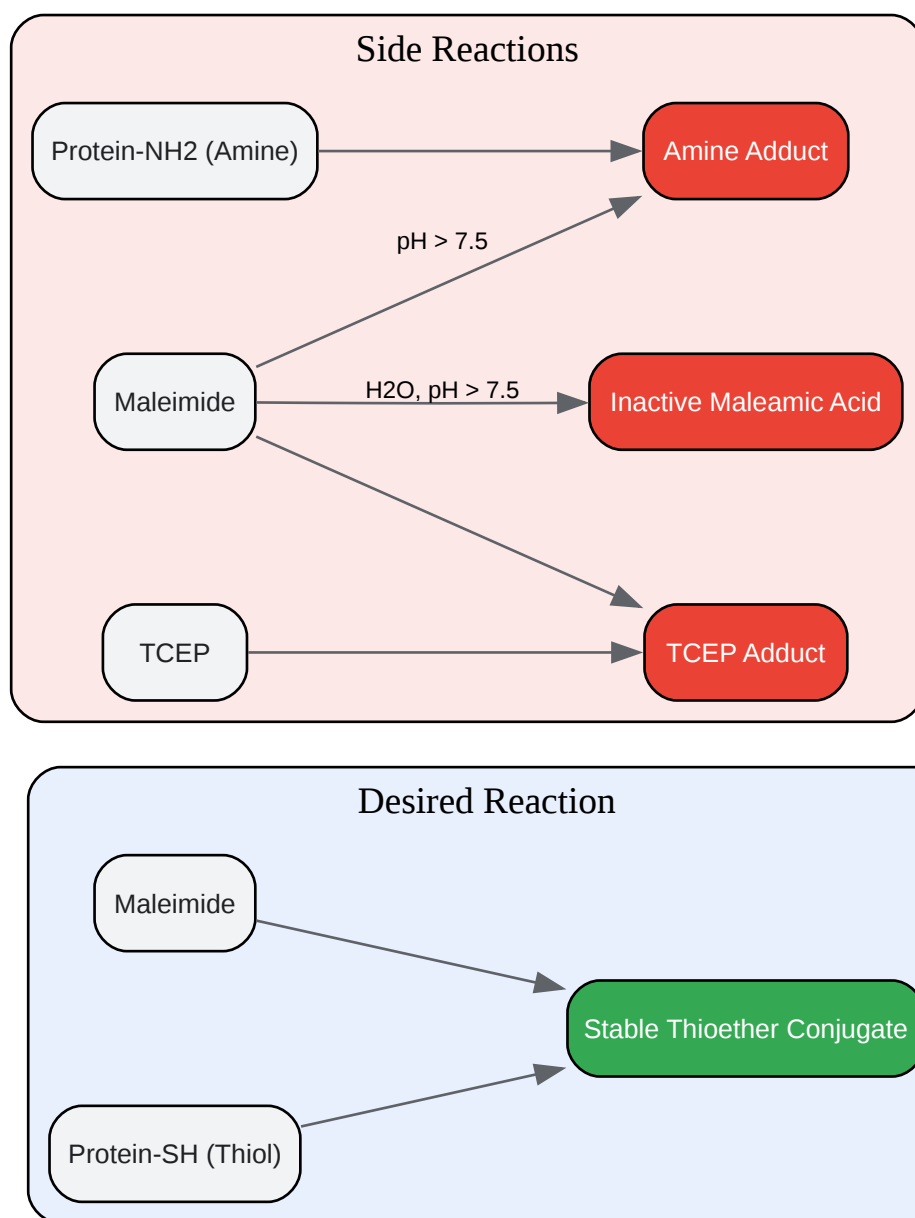 Side Reactions
Protein-NH2 (Amine)
Amine Adduct
pH > 7.5
Maleimide
H2O, pH > 7.5
Inactive Maleamic Acid
TCEP
TCEP Adduct
Desired Reaction
Maleimide
Stable Thioether Conjugate
Protein-SH (Thiol)